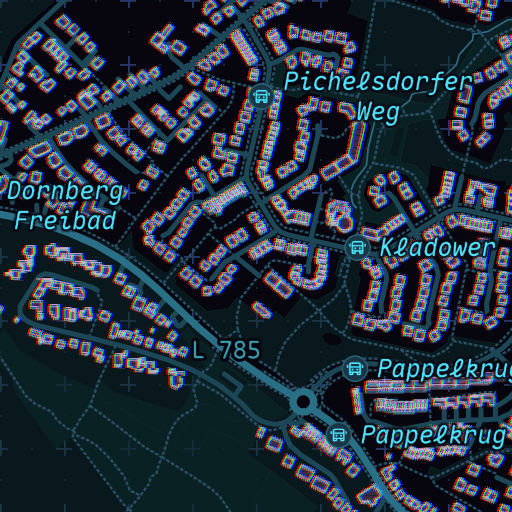 Pichelsdorfer
Weg
Dornberg
Freibad
Kladower
L 785
Pappelkrug
Pappelkrug